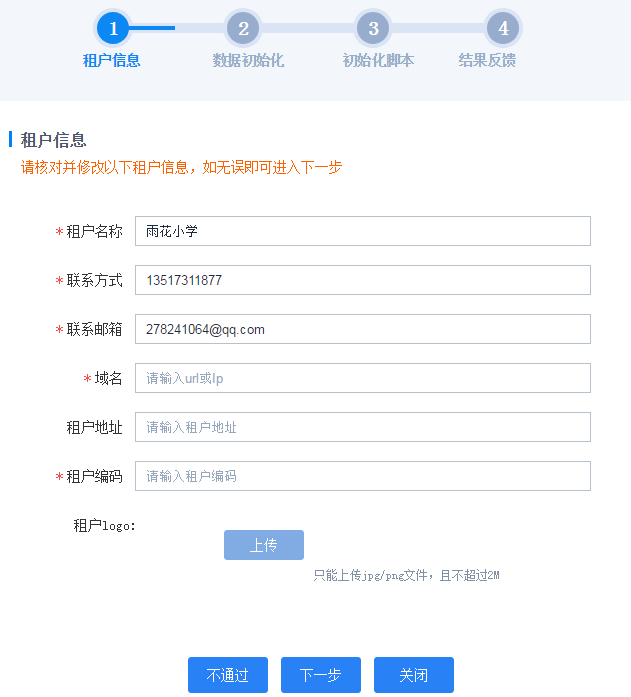 1 2 3 4
租户信息 数据初始化 初始化脚本 结果反馈
租户信息
请核对并修改以下租户信息，如无误即可进入下一步
*租户名称 雨花小学
*联系方式 13517311877
*联系邮箱 278241064@qq.com
*域名 请输入url或Ip
租户地址 请输入租户地址
*租户编码 请输入租户编码
租户logo:
上传
只能上传jpg/png文件，且不超过2M
不通过 下一步 关闭